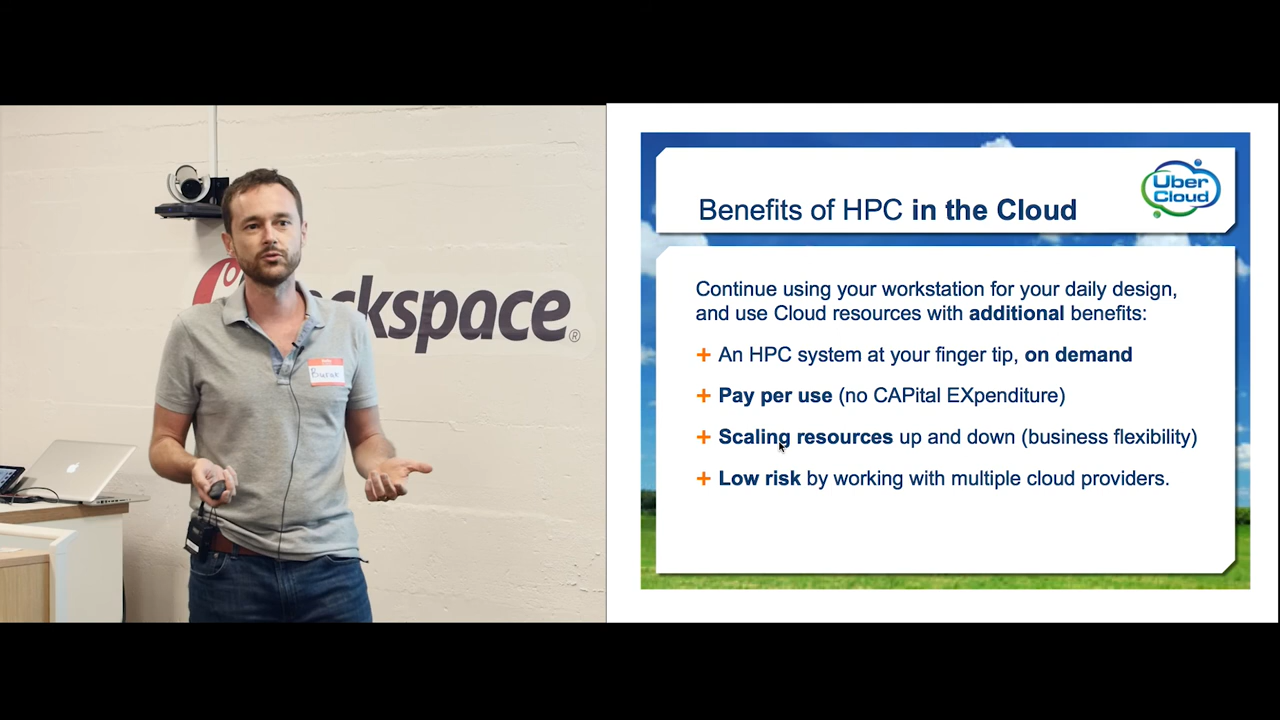 ckspace®
Burak
Uber
Cloud
Benefits of HPC in the Cloud
Continue using your workstation for your daily design,
and use Cloud resources with additional benefits:
+ An HPC system at your finger tip, on demand
+ Pay per use (no CAPital EXpenditure)
+ Scaling resources up and down (business flexibility)
+ Low risk by working with multiple cloud providers.